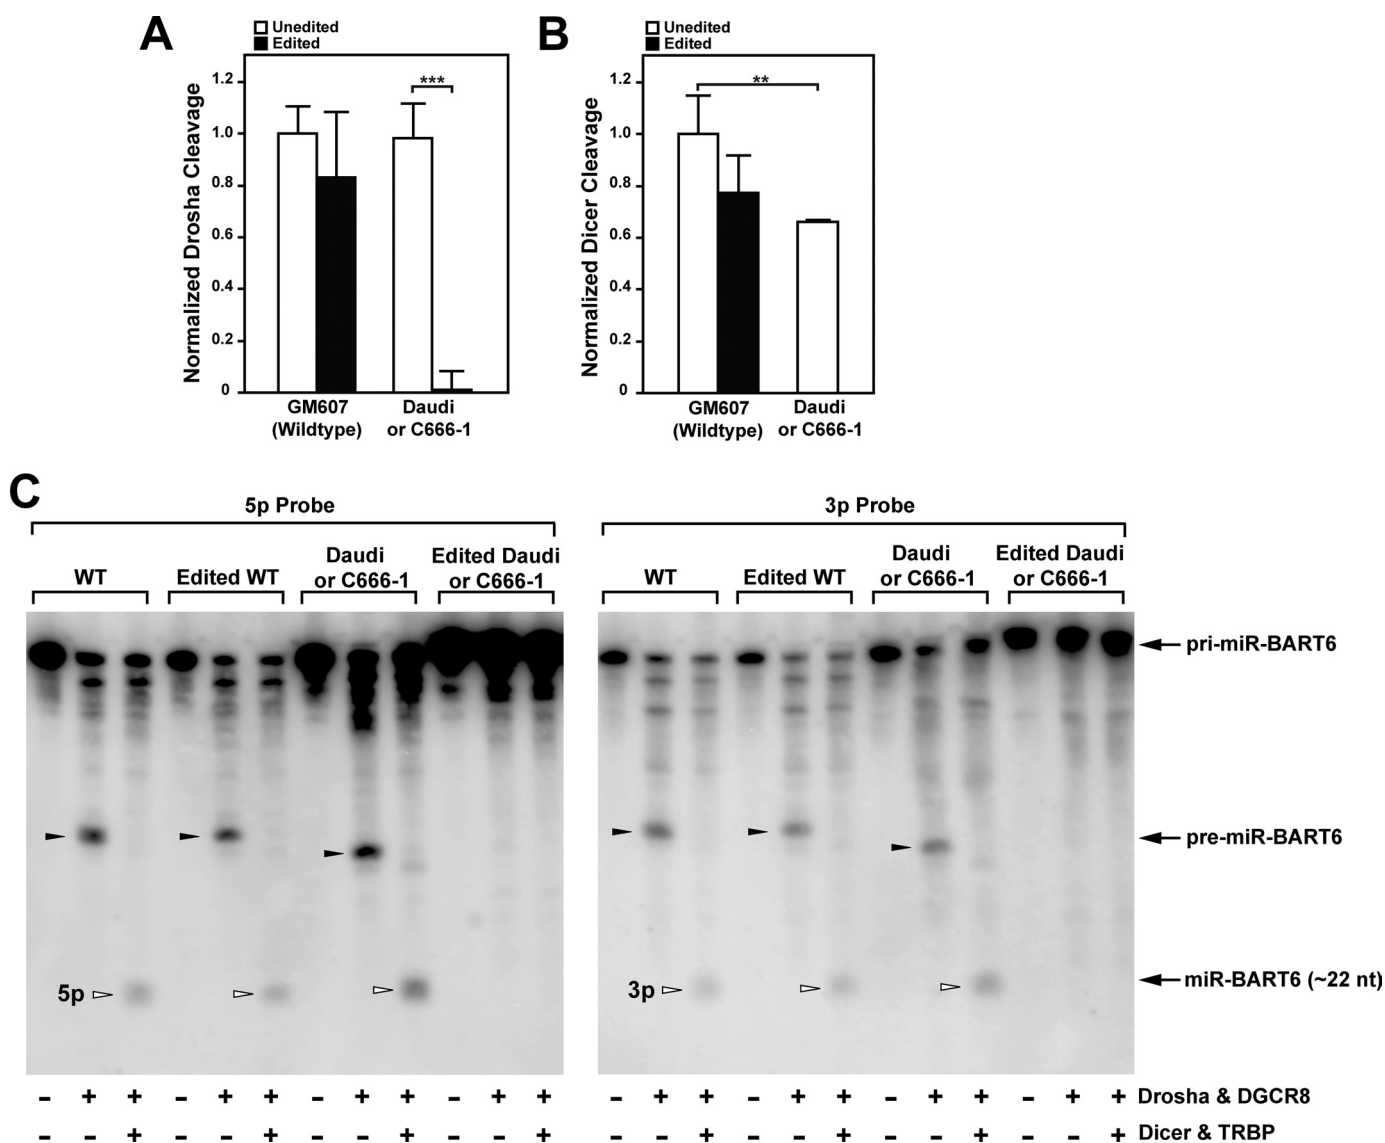 A
Unedited
Edited
Normalized Drosha Cleavage
1.2
1.0
0.8
0.6
0.4
0.2
0
***
GM607
(Wildtype)
Daudi
or C666-1
B
Unedited
Edited
Normalized Dicer Cleavage
1.2
1.0
0.8
0.6
0.4
0.2
0
**
GM607
(Wildtype)
Daudi
or C666-1
C
5p Probe
WT
Edited WT
Daudi
or C666-1
Edited Daudi
or C666-1
3p Probe
WT
Edited WT
Daudi
or C666-1
Edited Daudi
or C666-1
pri-miR-BART6
pre-miR-BART6
miR-BART6 (~22 nt)
5p
3p
- + + - + + - + + - + + - + + - + + - + + - + + Drosha & DGCR8
- - + - - + - - + - - + - - + - - + - - + - - + Dicer & TRBP